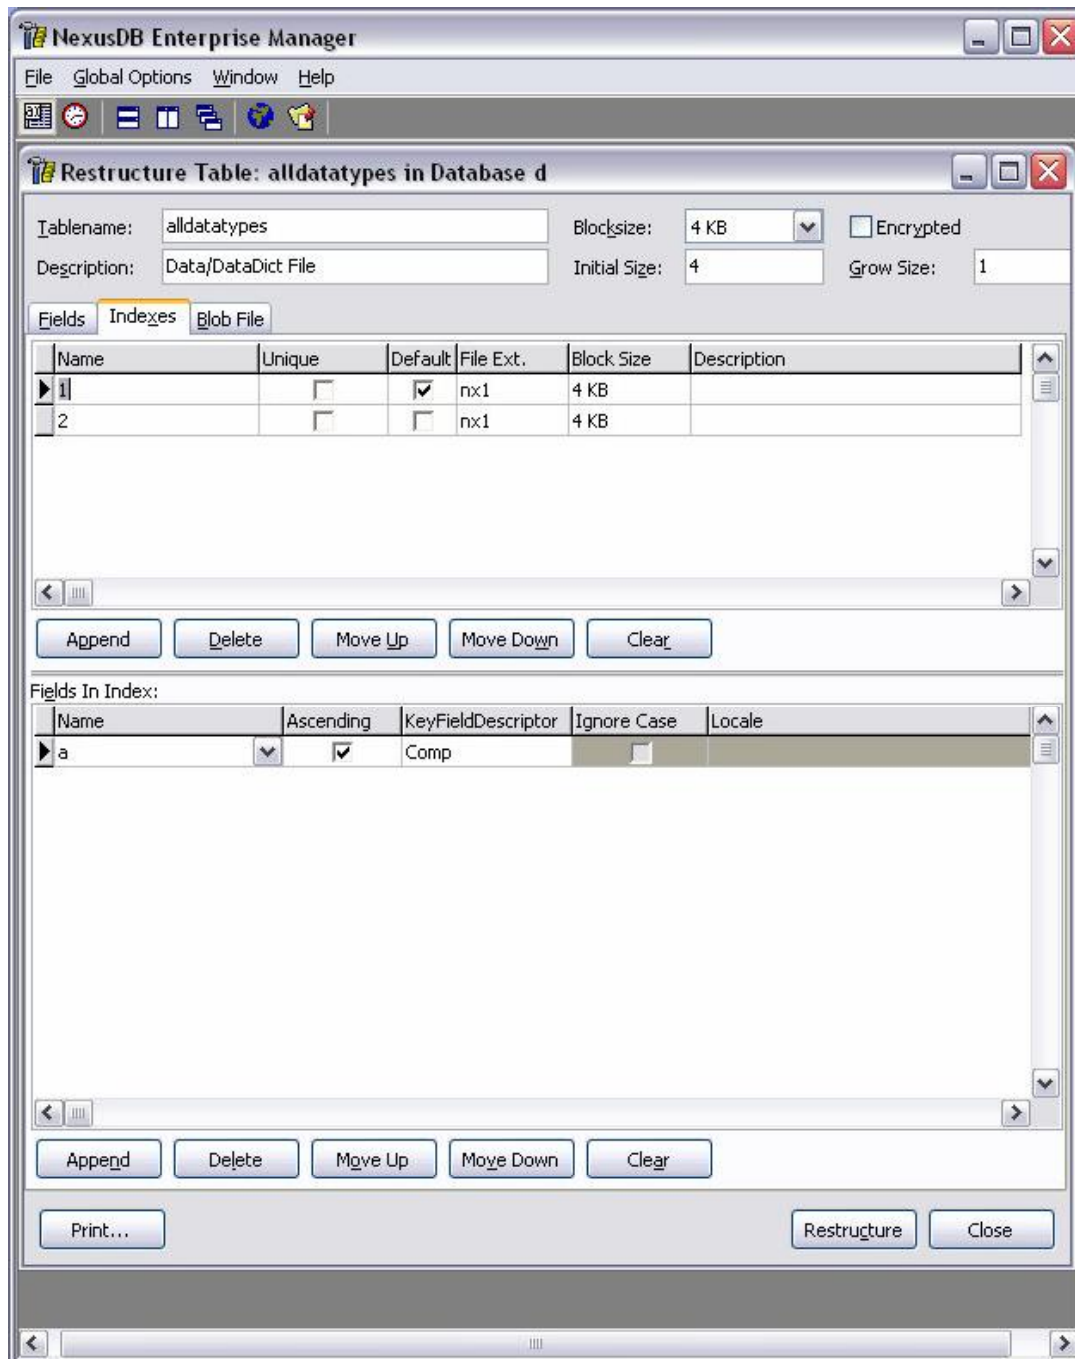 NexusDB Enterprise Manager
File Global Options Window Help
Restructure Table: alldatatypes in Database d
Tablename: alldatatypes Blocksize: 4 KB Encrypted
Description: Data/DataDict File Initial Size: 4 Grow Size: 1
Fields Indexes Blob File
Name Unique Default File Ext. Block Size Description
1 nx1 4 KB
2 nx1 4 KB
Append Delete Move Up Move Down Clear
Fields In Index:
Name Ascending KeyFieldDescriptor Ignore Case Locale
a Comp
Append Delete Move Up Move Down Clear
Print... Restructure Close